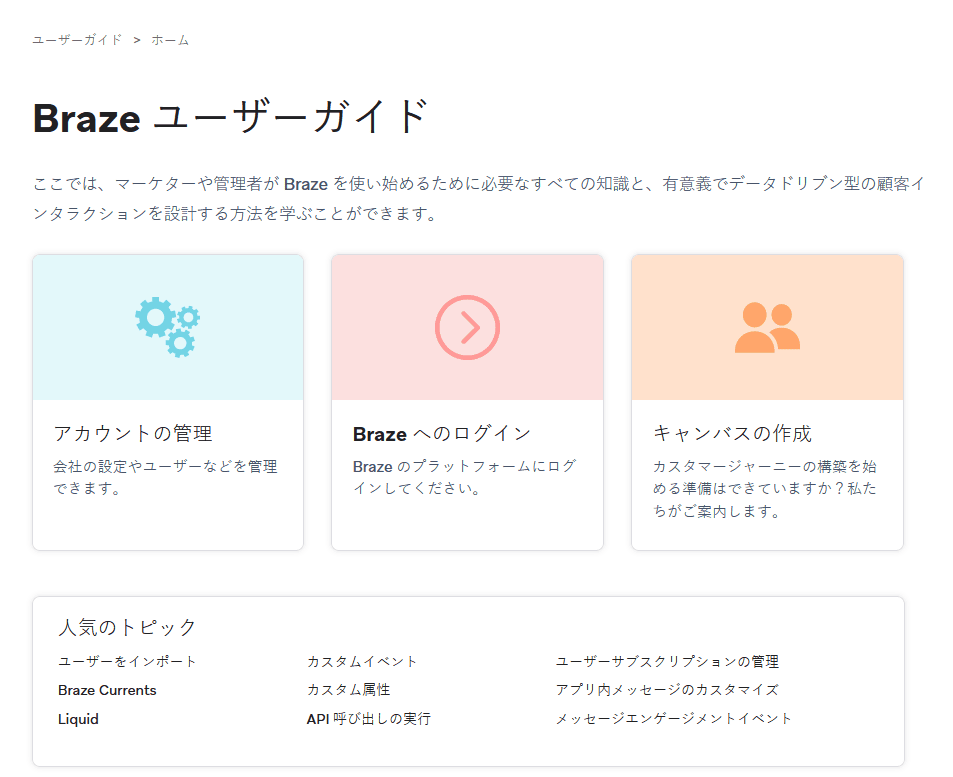 ユーザーガイド > ホーム
Braze ユーザーガイド
ここでは、マーケターや管理者が Braze を使い始めるために必要なすべての知識と、有意義でデータドリブン型の顧客イ
ンタラクションを設計する方法を学ぶことができます。
アカウントの管理
会社の設定やユーザーなどを管理
できます。
Braze へのログイン
Braze のプラットフォームにログ
インしてください。
キャンバスの作成
カスタマージャーニーの構築を始
める準備はできていますか？私た
ちがご案内します。
人気のトピック
ユーザーをインポート
Braze Currents
Liquid
カスタムイベント
カスタム属性
API 呼び出しの実行
ユーザーサブスクリプションの管理
アプリ内メッセージのカスタマイズ
メッセージエンゲージメントイベント